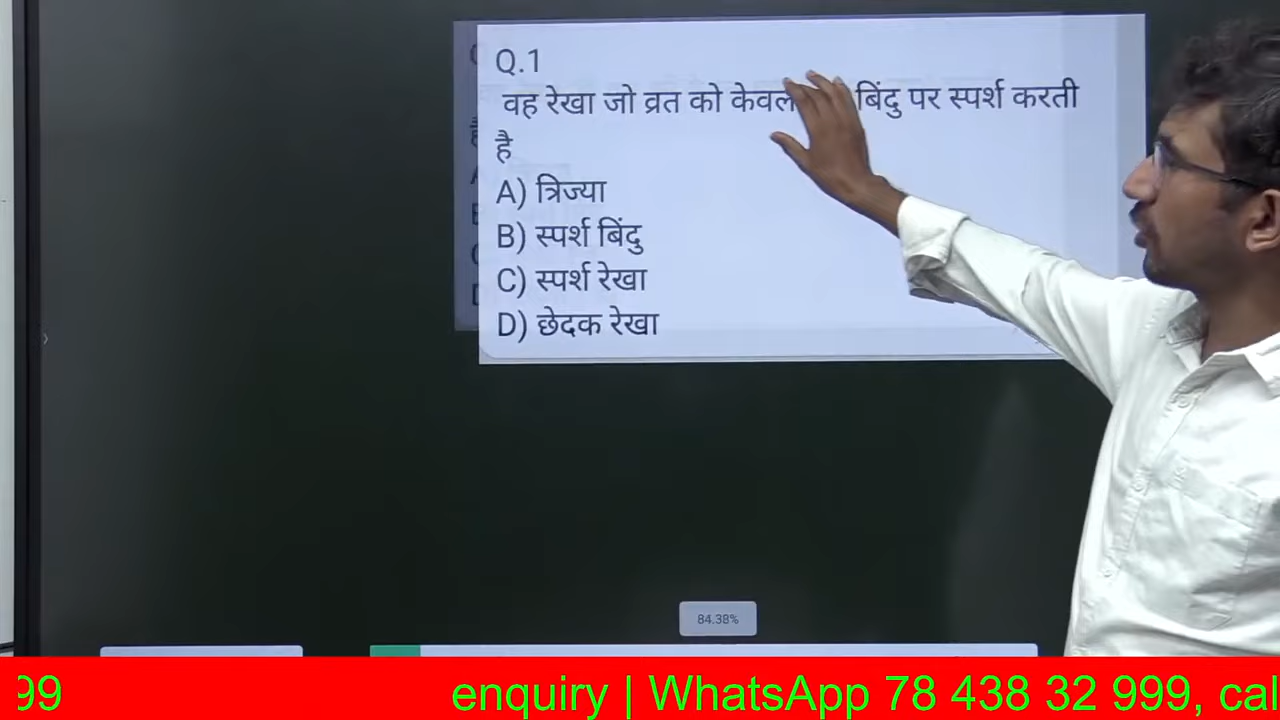 Q.1
वह रेखा जो व्रत को केवल बिंदु पर स्पर्श करती
है
A) त्रिज्या
B) स्पर्श बिंदु
C) स्पर्श रेखा
D) छेदक रेखा
84.38%
99 enquiry | WhatsApp 78 438 32 999, cal